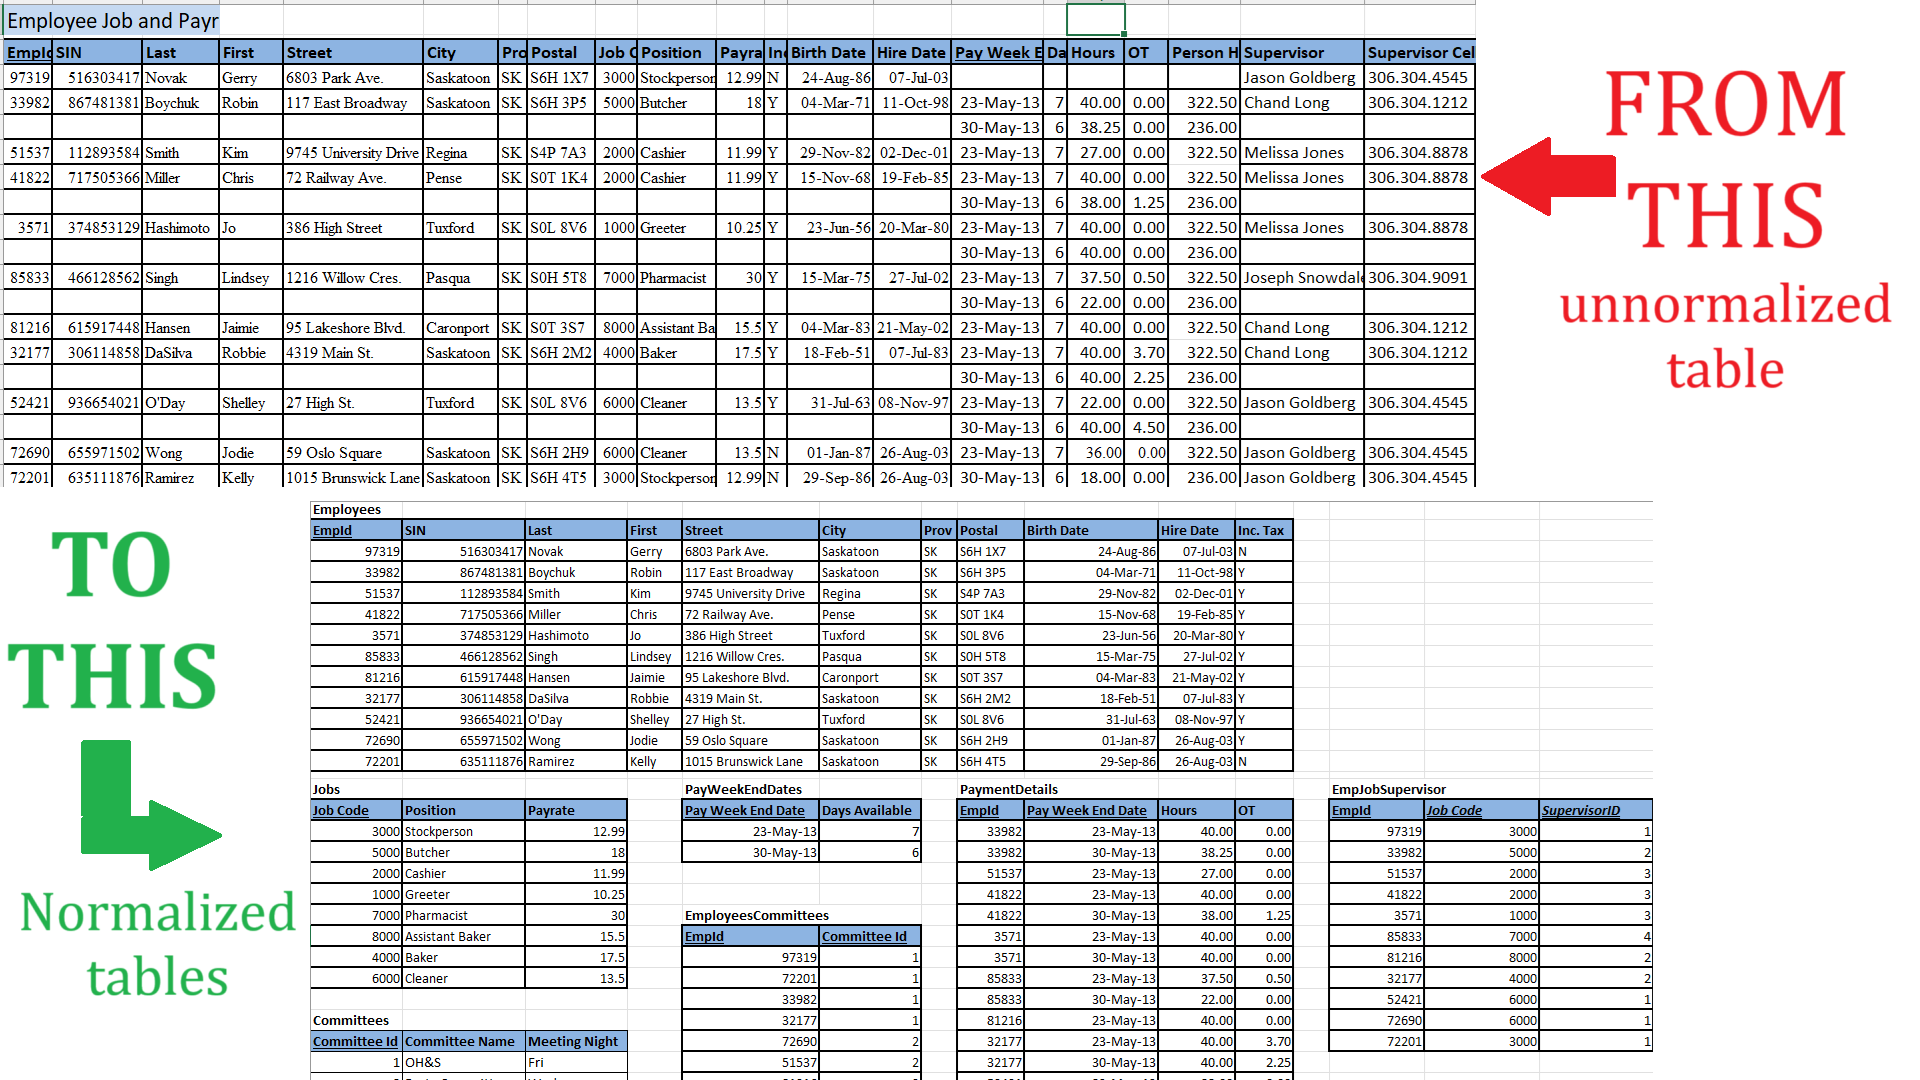 Employee Job and Payr
EmpId SIN Last First Street City Pro Postal Job C Position Payra In Birth Date Hire Date Pay Week E Da Hours OT Person H Supervisor Supervisor Cel
97319 516303417 Novak Gerry 6803 Park Ave. Saskatoon SK S6H 1X7 3000 Stockperson 12.99 N 24-Aug-86 07-Jul-03 Jason Goldberg 306.304.4545
33982 867481381 Boychuk Robin 117 East Broadway Saskatoon SK S6H 3P5 5000 Butcher 18 Y 04-Mar-71 11-Oct-98 23-May-13 7 40.00 0.00 322.50 Chand Long 306.304.1212
30-May-13 6 38.25 0.00 236.00
51537 112893584 Smith Kim 9745 University Drive Regina SK S4P 7A3 2000 Cashier 11.99 Y 29-Nov-82 02-Dec-01 23-May-13 7 27.00 0.00 322.50 Melissa Jones 306.304.8878
41822 717505366 Miller Chris 72 Railway Ave. Pense SK S0T 1K4 2000 Cashier 11.99 Y 15-Nov-68 19-Feb-85 23-May-13 7 40.00 0.00 322.50 Melissa Jones 306.304.8878
30-May-13 6 38.00 1.25 236.00
3571 374853129 Hashimoto Jo 386 High Street Tuxford SK S0L 8V6 1000 Greeter 10.25 Y 23-Jun-56 20-Mar-80 23-May-13 7 40.00 0.00 322.50 Melissa Jones 306.304.8878
30-May-13 6 40.00 0.00 236.00
85833 466128562 Singh Lindsey 1216 Willow Cres. Pasqua SK S0H 5T8 7000 Pharmacist 30 Y 15-Mar-75 27-Jul-02 23-May-13 7 37.50 0.50 322.50 Joseph Snowdale 306.304.9091
30-May-13 6 22.00 0.00 236.00
81216 615917448 Hansen Jaimie 95 Lakeshore Blvd. Caronport SK S0T 3S7 8000 Assistant Ba 15.5 Y 04-Mar-83 21-May-02 23-May-13 7 40.00 0.00 322.50 Chand Long 306.304.1212
32177 306114858 DaSilva Robbie 4319 Main St. Saskatoon SK S6H 2M2 4000 Baker 17.5 Y 18-Feb-51 07-Jul-83 23-May-13 7 40.00 3.70 322.50 Chand Long 306.304.1212
30-May-13 6 40.00 2.25 236.00
52421 936654021 O'Day Shelley 27 High St. Tuxford SK S0L 8V6 6000 Cleaner 13.5 Y 31-Jul-63 08-Nov-97 23-May-13 7 22.00 0.00 322.50 Jason Goldberg 306.304.4545
30-May-13 6 40.00 4.50 236.00
72690 655971502 Wong Jodie 59 Oslo Square Saskatoon SK S6H 2H9 6000 Cleaner 13.5 N 01-Jan-87 26-Aug-03 23-May-13 7 36.00 0.00 322.50 Jason Goldberg 306.304.4545
72201 635111876 Ramirez Kelly 1015 Brunswick Lane Saskatoon SK S6H 4T5 3000 Stockperson 12.99 N 29-Sep-86 26-Aug-03 30-May-13 6 18.00 0.00 236.00 Jason Goldberg 306.304.4545
FROM
THIS
unnormalized
table
TO
THIS
Normalized
tables
Employees
EmpId SIN Last First Street City Prov Postal Birth Date Hire Date Inc. Tax
97319 516303417 Novak Gerry 6803 Park Ave. Saskatoon SK S6H 1X7 24-Aug-86 07-Jul-03 N
33982 867481381 Boychuk Robin 117 East Broadway Saskatoon SK S6H 3P5 04-Mar-71 11-Oct-98 Y
51537 112893584 Smith Kim 9745 University Drive Regina SK S4P 7A3 29-Nov-82 02-Dec-01 Y
41822 717505366 Miller Chris 72 Railway Ave. Pense SK S0T 1K4 15-Nov-68 19-Feb-85 Y
3571 374853129 Hashimoto Jo 386 High Street Tuxford SK S0L 8V6 23-Jun-56 20-Mar-80 Y
85833 466128562 Singh Lindsey 1216 Willow Cres. Pasqua SK S0H 5T8 15-Mar-75 27-Jul-02 Y
81216 615917448 Hansen Jaimie 95 Lakeshore Blvd. Caronport SK S0T 3S7 04-Mar-83 21-May-02 Y
32177 306114858 DaSilva Robbie 4319 Main St. Saskatoon SK S6H 2M2 18-Feb-51 07-Jul-83 Y
52421 936654021 O'Day Shelley 27 High St. Tuxford SK S0L 8V6 31-Jul-63 08-Nov-97 Y
72690 655971502 Wong Jodie 59 Oslo Square Saskatoon SK S6H 2H9 01-Jan-87 26-Aug-03 Y
72201 635111876 Ramirez Kelly 1015 Brunswick Lane Saskatoon SK S6H 4T5 29-Sep-86 26-Aug-03 N
Jobs
Job Code Position Payrate
3000 Stockperson 12.99
5000 Butcher 18
2000 Cashier 11.99
1000 Greeter 10.25
7000 Pharmacist 30
8000 Assistant Baker 15.5
4000 Baker 17.5
6000 Cleaner 13.5
Committees
Committee Id Committee Name Meeting Night
1 OH&S Fri
PayWeekEndDates
Pay Week End Date Days Available
23-May-13 7
30-May-13 6
EmployeesCommittees
EmpId Committee Id
97319 1
72201 1
33982 1
32177 1
72690 2
51537 2
PaymentDetails
EmpId Pay Week End Date Hours OT
33982 23-May-13 40.00 0.00
33982 30-May-13 38.25 0.00
51537 23-May-13 27.00 0.00
41822 23-May-13 40.00 0.00
41822 30-May-13 38.00 1.25
3571 23-May-13 40.00 0.00
3571 30-May-13 40.00 0.00
85833 23-May-13 37.50 0.50
85833 30-May-13 22.00 0.00
81216 23-May-13 40.00 0.00
32177 23-May-13 40.00 3.70
32177 30-May-13 40.00 2.25
EmpJobSupervisor
EmpId Job Code SupervisorID
97319 3000 1
33982 5000 2
51537 2000 3
41822 2000 3
3571 1000 3
85833 7000 4
81216 8000 2
32177 4000 2
52421 6000 1
72690 6000 1
72201 3000 1